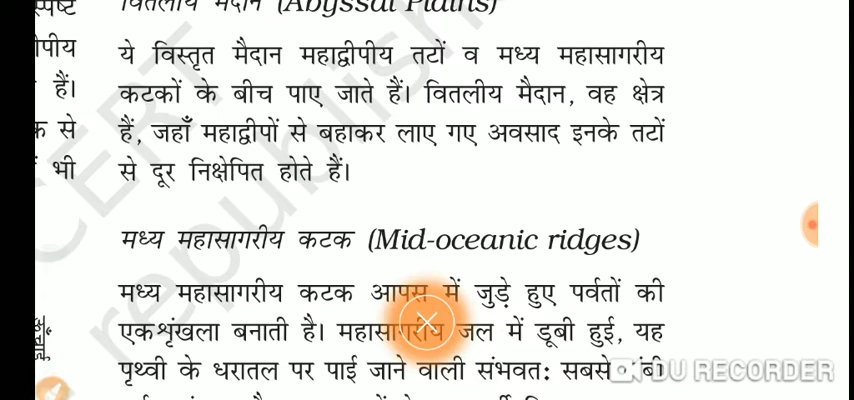 वितलीय मैदान (Abyssal Plains)
ये विस्तृत मैदान महाद्वीपीय तटों व मध्य महासागरीय
कटकों के बीच पाए जाते हैं। वितलीय मैदान, वह क्षेत्र
हैं, जहाँ महाद्वीपों से बहाकर लाए गए अवसाद इनके तटों
से दूर निक्षेपित होते हैं।
मध्य महासागरीय कटक (Mid-oceanic ridges)
मध्य महासागरीय कटक आपस में जुड़े हुए पर्वतों की
एकशृंखला बनाती है। महासागरीय जल में डूबी हुई, यह
पृथ्वी के धरातल पर पाई जाने वाली संभवत: सबसे
हैं।
से
भी
republish
DU RECORDER